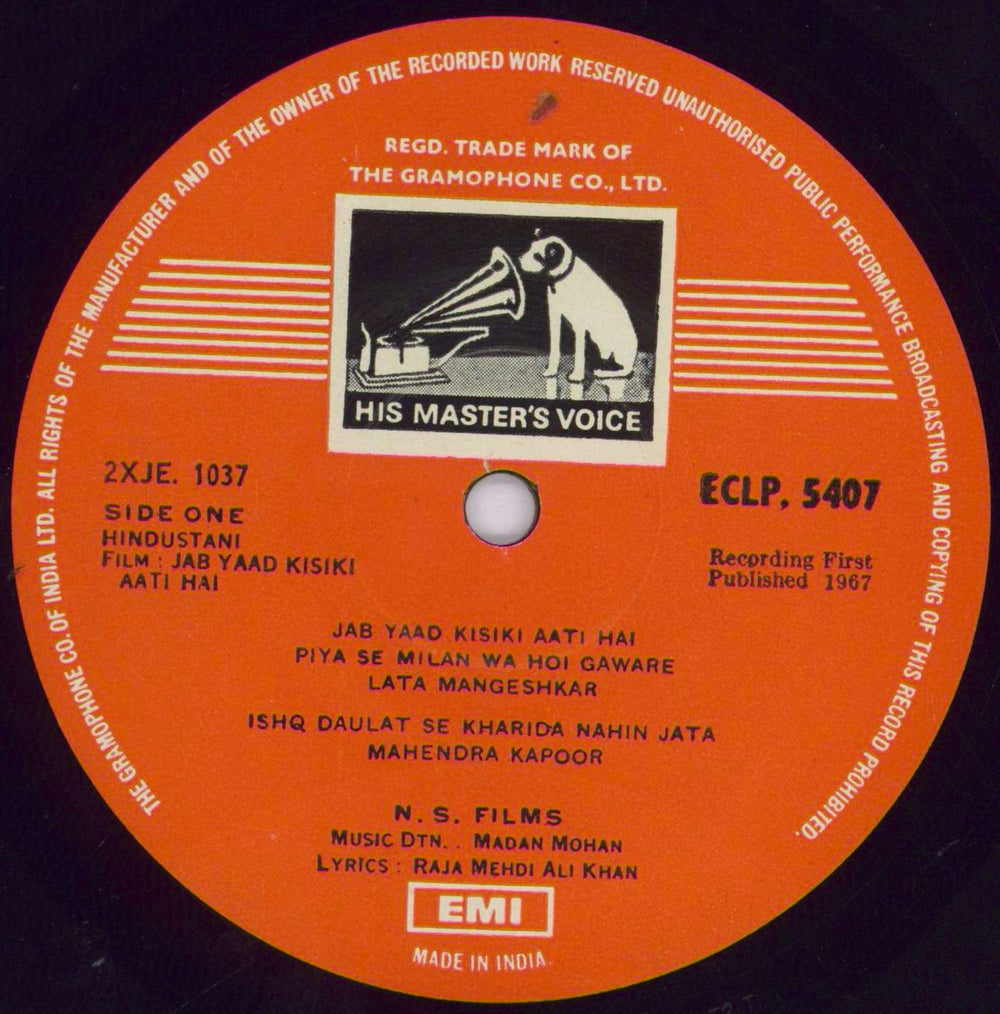 THE GRAMOPHONE CO. OF INDIA LTD. ALL RIGHTS OF THE MANUFACTURER AND OF THE OWNER OF THE RECORDED WORK RESERVED UNAUTHORISED PUBLIC PERFORMANCE BROADCASTING AND COPYING OF THIS RECORD PROHIBITED.
REGD. TRADE MARK OF
THE GRAMOPHONE CO., LTD.
HIS MASTER'S VOICE
2XJE. 1037
SIDE ONE
HINDUSTANI
FILM : JAB YAAD KISIKI
AATI HAI
ECLP. 5407
Recording First
Published 1967
JAB YAAD KISIKI AATI HAI
PIYA SE MILAN WA HOI GAWARE
LATA MANGESHKAR
ISHQ DAULAT SE KHARIDA NAHIN JATA
MAHENDRA KAPOOR
N. S. FILMS
MUSIC DTN. . MADAN MOHAN
LYRICS : RAJA MEHDI ALI KHAN
EMI
MADE IN INDIA